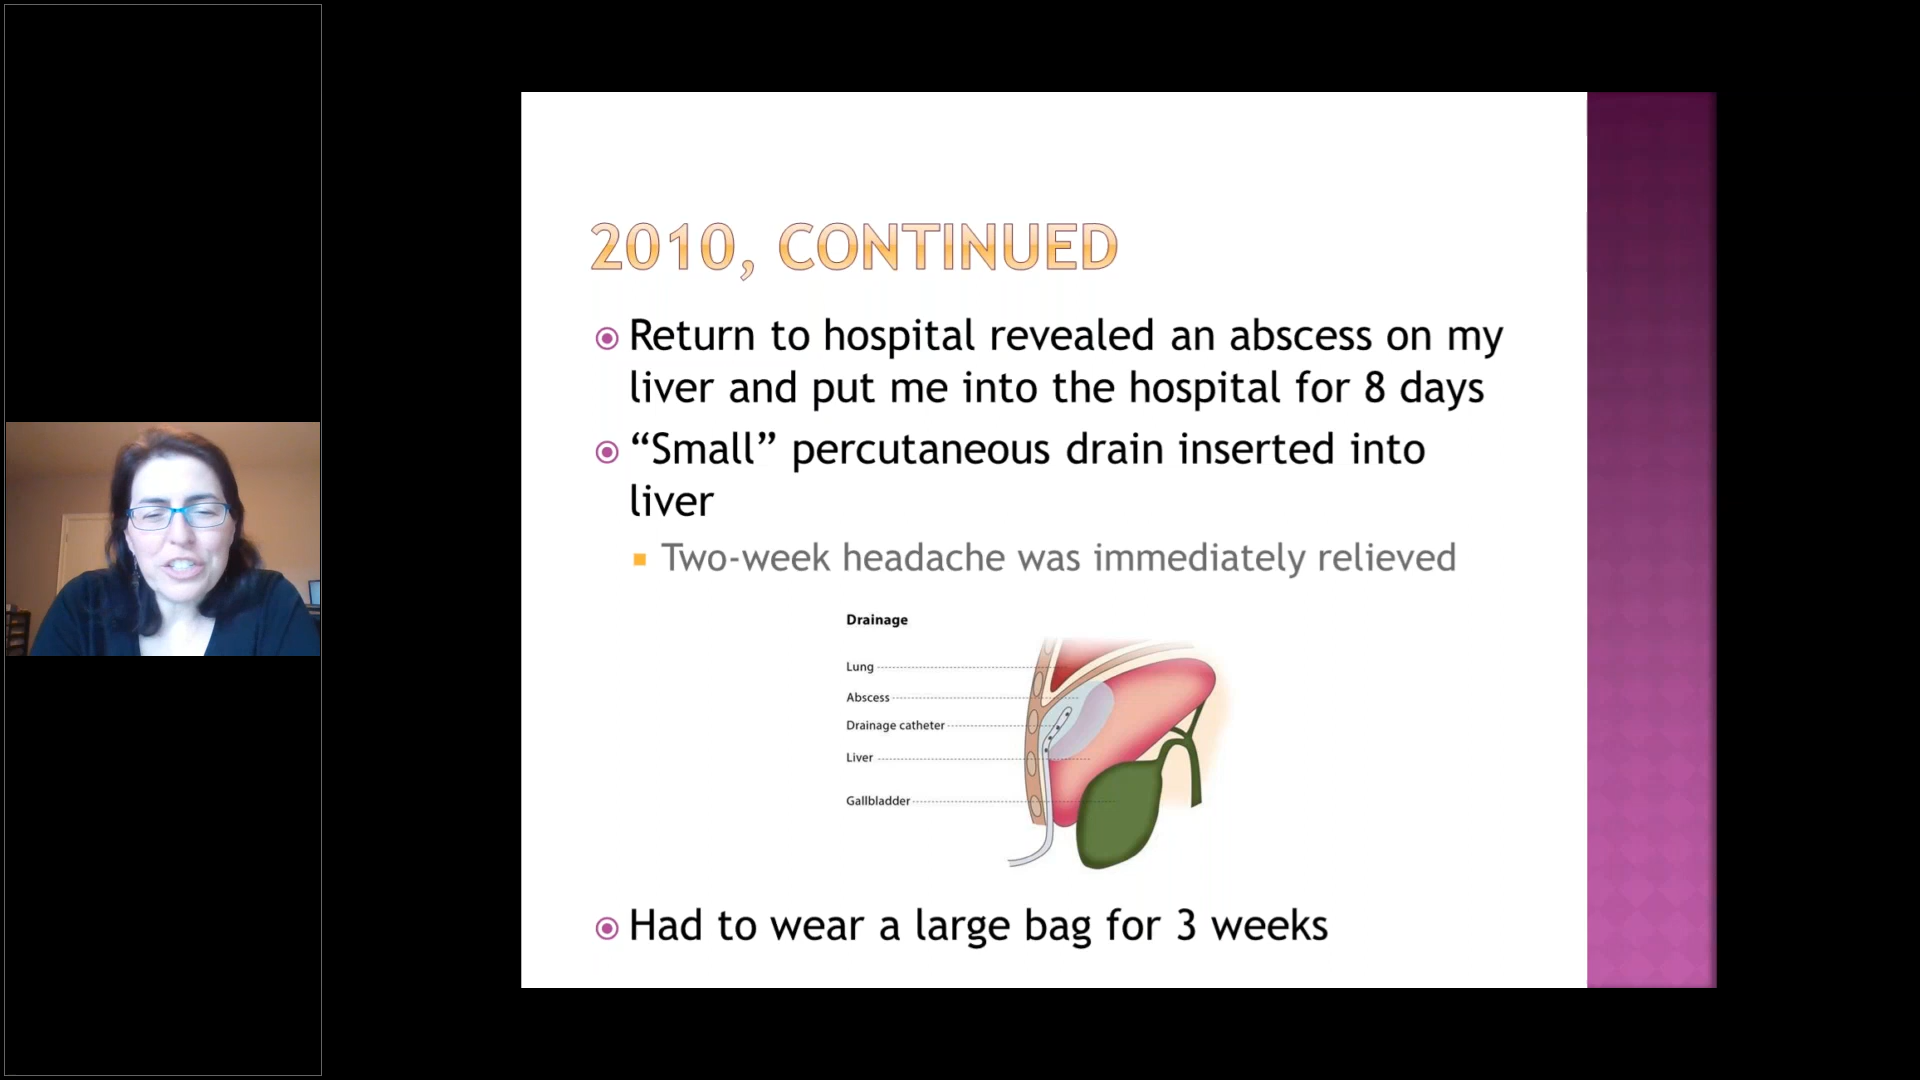 2010, CONTINUED
Return to hospital revealed an abscess on my
liver and put me into the hospital for 8 days
“Small” percutaneous drain inserted into
liver
Two-week headache was immediately relieved
Drainage
Lung
Abscess
Drainage catheter
Liver
Gallbladder
Had to wear a large bag for 3 weeks